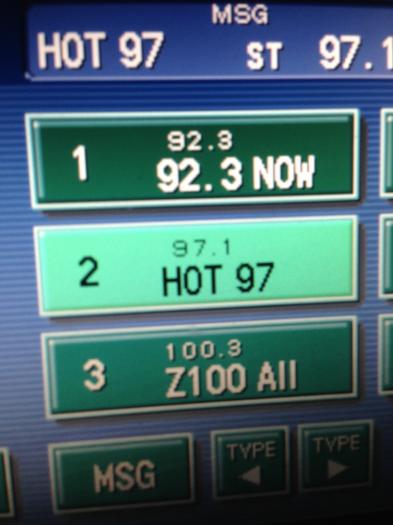 MSG
HOT 97 ST 97.1
1 92.3
92.3 NOW
2 97.1
HOT 97
3 100.3
Z100 All
MSG TYPE ◀ TYPE ▶